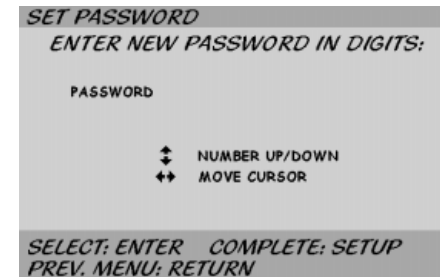 SET PASSWORD
ENTER NEW PASSWORD IN DIGITS:
PASSWORD
NUMBER UP/DOWN
MOVE CURSOR
SELECT: ENTER COMPLETE: SETUP
PREV. MENU: RETURN